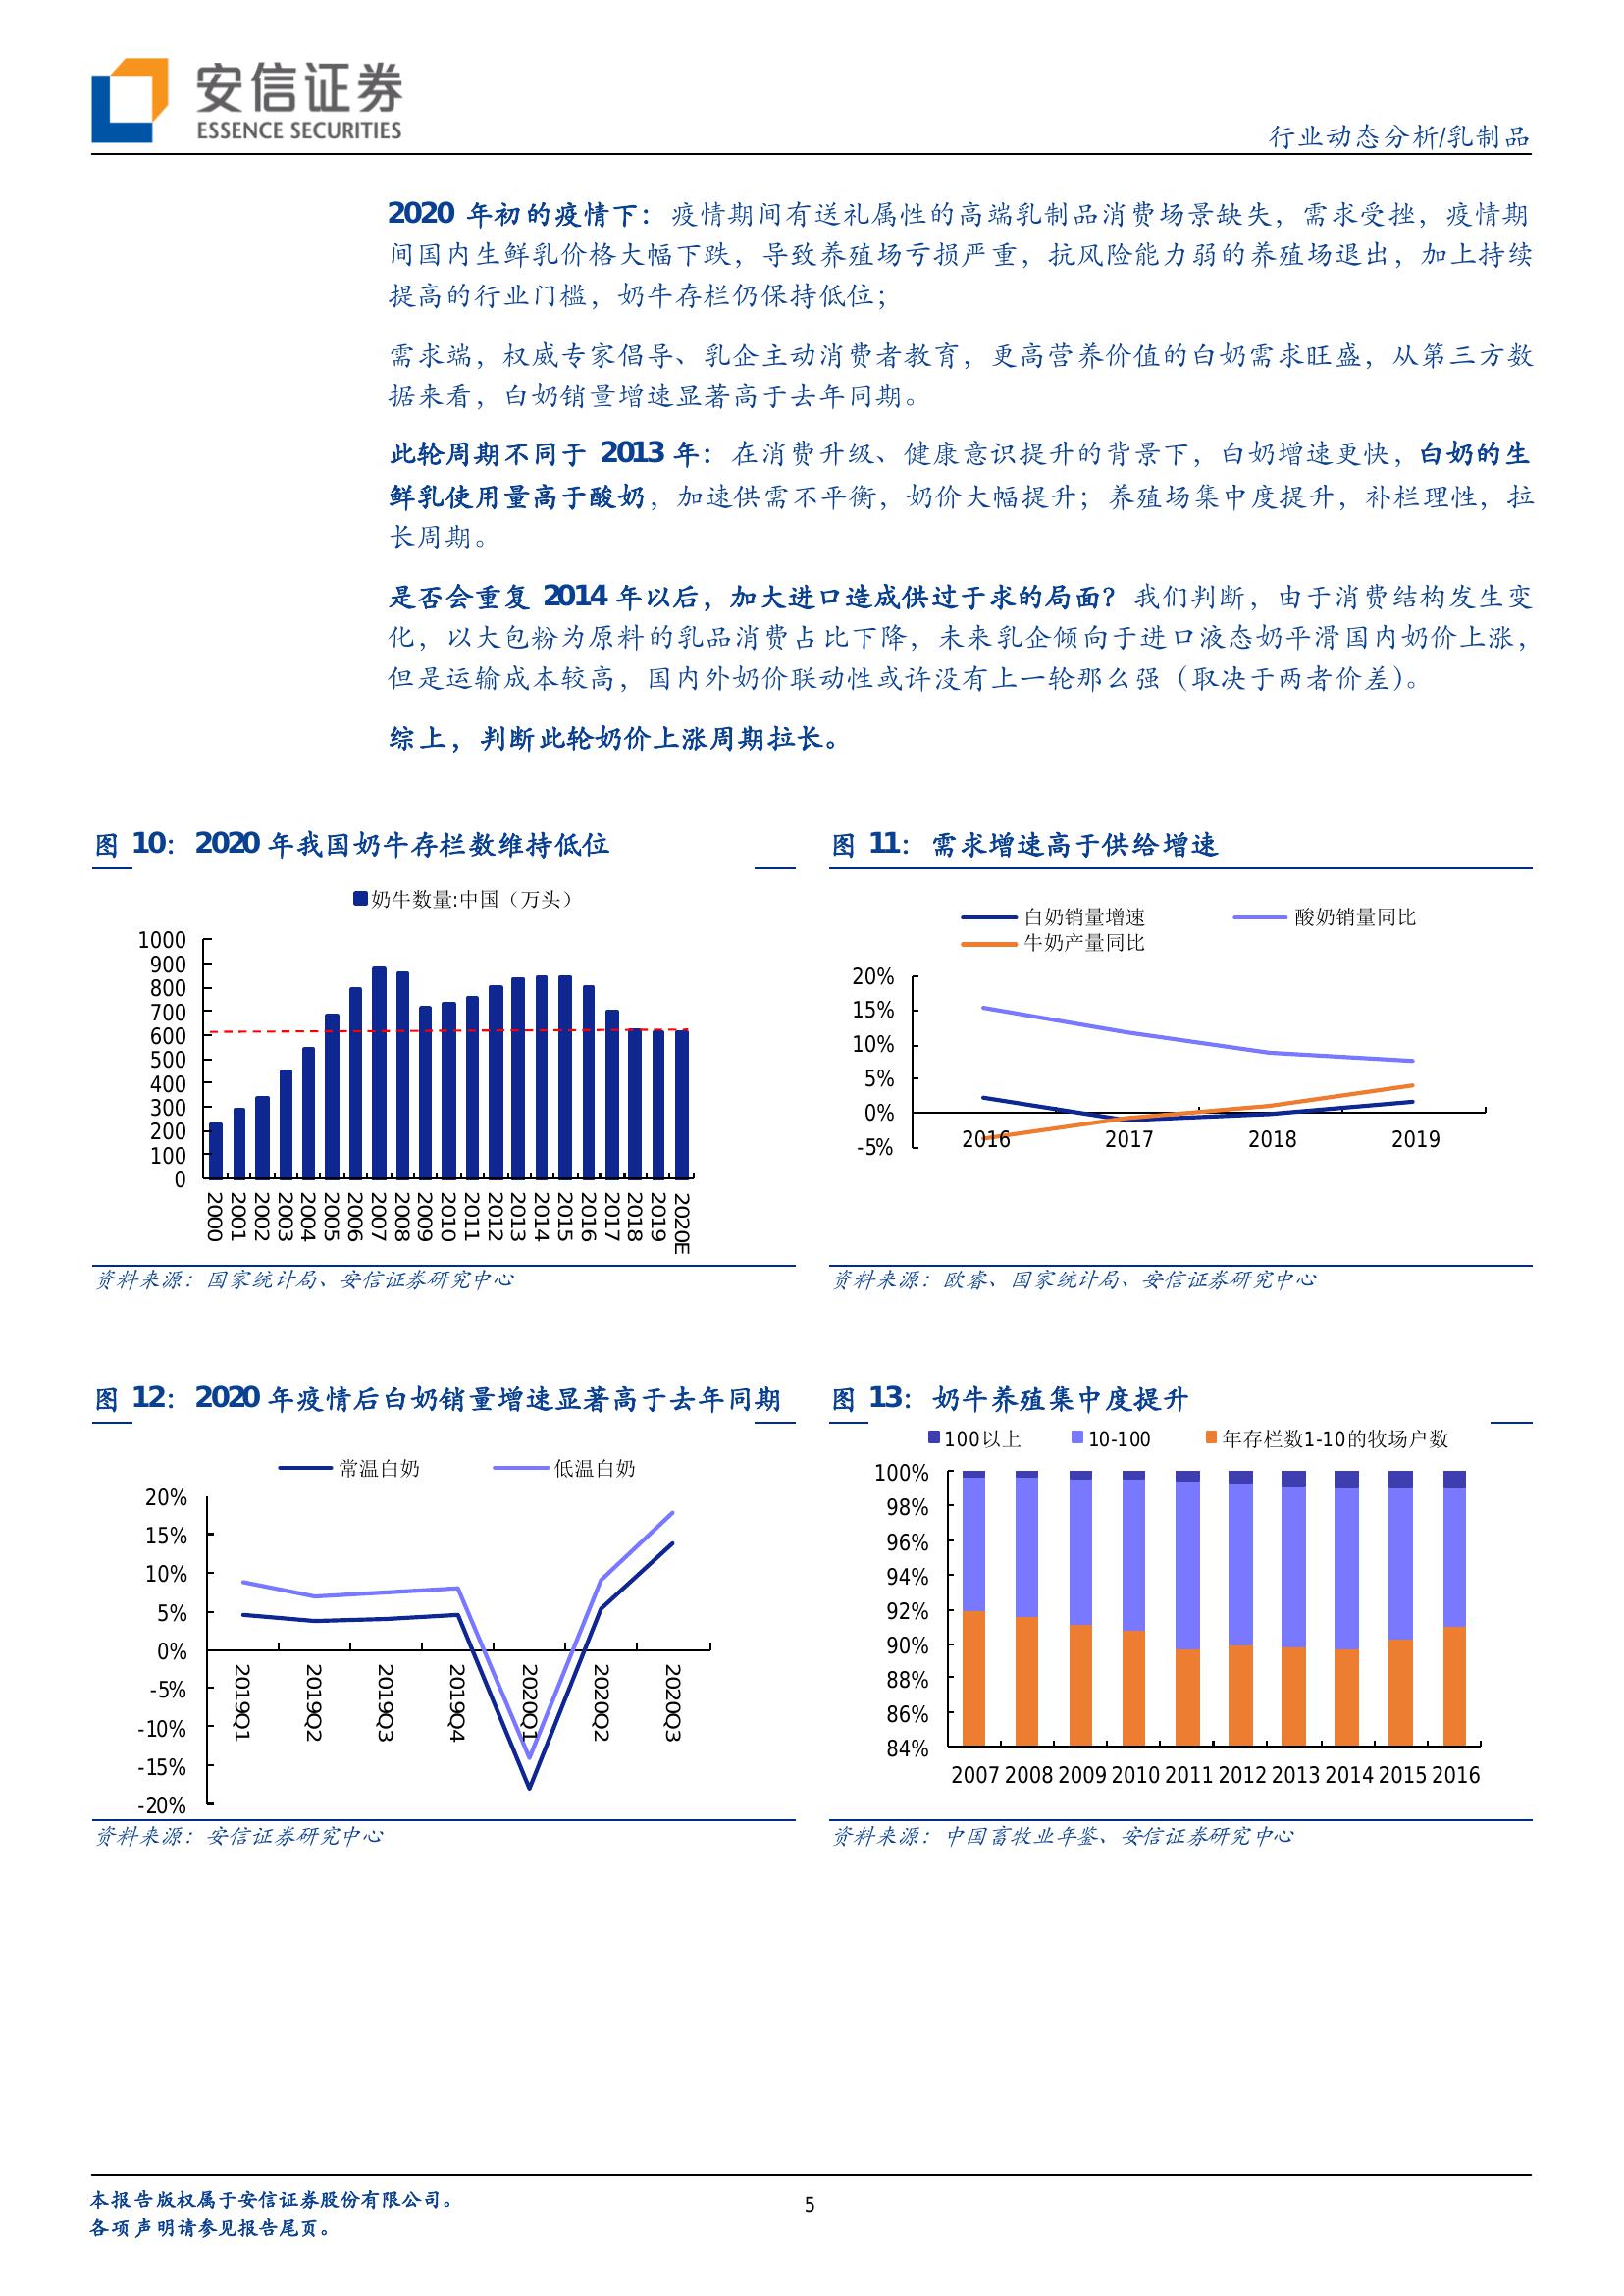 安信证券
ESSENCE SECURITIES
行业动态分析/乳制品
2020 年初的疫情下：疫情期间有送礼属性的高端乳制品消费场景缺失，需求受挫，疫情期
间国内生鲜乳价格大幅下跌，导致养殖场亏损严重，抗风险能力弱的养殖场退出，加上持续
提高的行业门槛，奶牛存栏仍保持低位；
需求端，权威专家倡导、乳企主动消费者教育，更高营养价值的白奶需求旺盛，从第三方数
据来看，白奶销量增速显著高于去年同期。
此轮周期不同于 2013 年：在消费升级、健康意识提升的背景下，白奶增速更快，白奶的生
鲜乳使用量高于酸奶，加速供需不平衡，奶价大幅提升；养殖场集中度提升，补栏理性，拉
长周期。
是否会重复 2014 年以后，加大进口造成供过于求的局面？我们判断，由于消费结构发生变
化，以大包粉为原料的乳品消费占比下降，未来乳企倾向于进口液态奶平滑国内奶价上涨，
但是运输成本较高，国内外奶价联动性或许没有上一轮那么强（取决于两者价差）。
综上，判断此轮奶价上涨周期拉长。
图 10：2020 年我国奶牛存栏数维持低位
奶牛数量:中国（万头）
1000
900
800
700
600
500
400
300
200
100
0
2000 2001 2002 2003 2004 2005 2006 2007 2008 2009 2010 2011 2012 2013 2014 2015 2016 2017 2018 2019 2020E
资料来源：国家统计局、安信证券研究中心
图 11：需求增速高于供给增速
白奶销量增速 酸奶销量同比
牛奶产量同比
20%
15%
10%
5%
0%
-5%
2016 2017 2018 2019
资料来源：欧睿、国家统计局、安信证券研究中心
图 12：2020 年疫情后白奶销量增速显著高于去年同期
常温白奶 低温白奶
20%
15%
10%
5%
0%
-5%
-10%
-15%
-20%
2019Q1 2019Q2 2019Q3 2019Q4 2020Q1 2020Q2 2020Q3
资料来源：安信证券研究中心
图 13：奶牛养殖集中度提升
100以上 10-100 年存栏数1-10的牧场户数
100%
98%
96%
94%
92%
90%
88%
86%
84%
2007 2008 2009 2010 2011 2012 2013 2014 2015 2016
资料来源：中国畜牧业年鉴、安信证券研究中心
本报告版权属于安信证券股份有限公司。
各项声明请参见报告尾页。
5